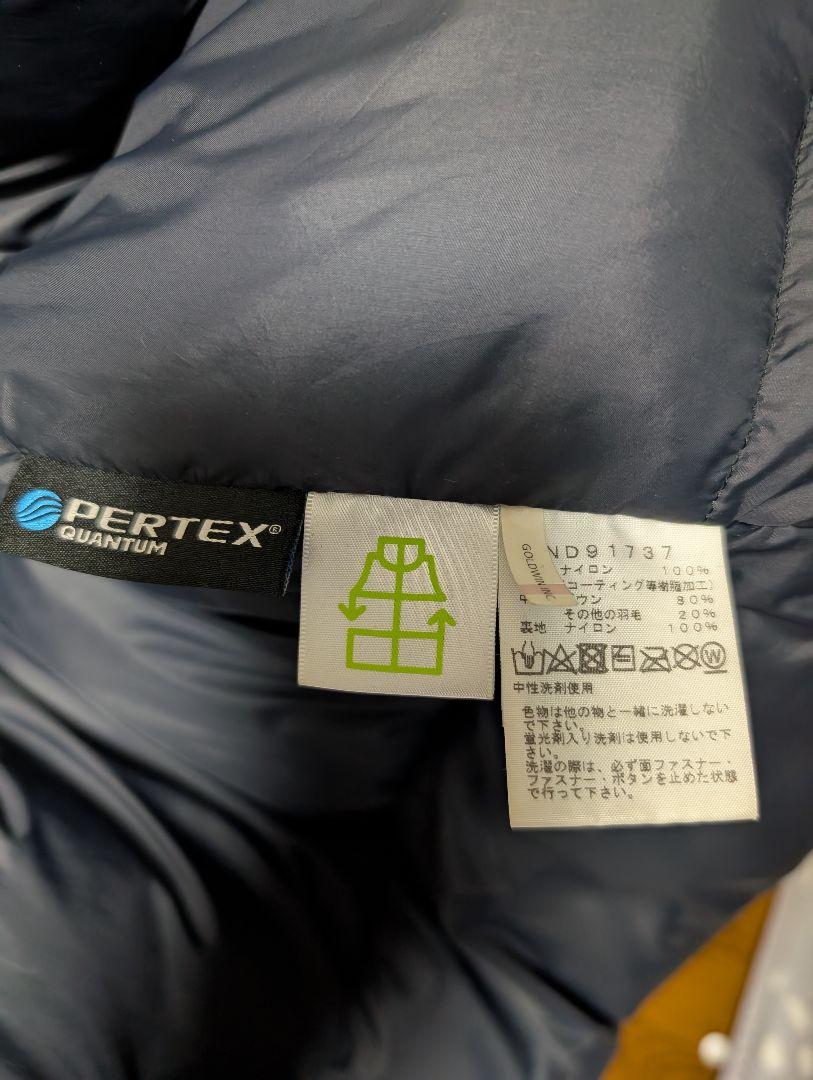 PERTEX®
QUANTUM
GOLDWIN INC
ND91737
ナイロン 100%
コーティング等樹脂加工)
ウン 80%
その他の羽毛 20%
裏地 ナイロン 100%
W
中性洗剤使用
色物は他の物と一緒に洗濯しない
で下さい。
蛍光剤入り洗剤は使用しないで下
さい。
洗濯の際は、必ず面ファスナー・
ファスナー・ボタンを止めた状態
で行って下さい。